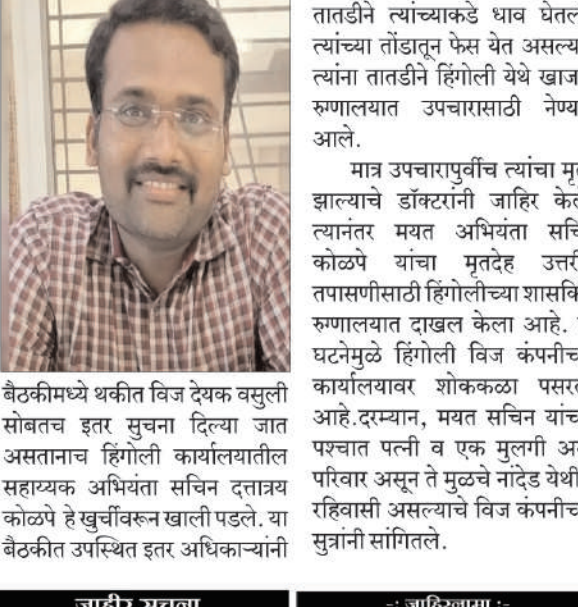 बैठकीमध्ये थकीत विज देयक वसुली
सोबतच इतर सुचना दिल्या जात
असतानाच हिंगोली कार्यालयातील
सहाय्यक अभियंता सचिन दत्तात्रय
कोळपे हे खुर्चीवरून खाली पडले. या
बैठकीत उपस्थित इतर अधिकाऱ्यांनी
तातडीने त्यांच्याकडे धाव घेतल
त्यांच्या तोंडातून फेस येत असल्य
त्यांना तातडीने हिंगोली येथे खाज
रुग्णालयात उपचारासाठी नेण्य
आले.
मात्र उपचारापुर्वीच त्यांचा मृ
झाल्याचे डॉक्टरांनी जाहिर केल
त्यानंतर मयत अभियंता सचि
कोळपे यांचा मृतदेह उत्तरी
तपासणीसाठी हिंगोलीच्या शासकि
रुग्णालयात दाखल केला आहे.
घटनेमुळे हिंगोली विज कंपनीच
कार्यालयावर शोककळा पसरल
आहे.दरम्यान, मयत सचिन यांच
पश्चात पत्नी व एक मुलगी अ
परिवार असून ते मुळचे नांदेड येथी
रहिवासी असल्याचे विज कंपनीच
सुत्रांनी सांगितले.
जाहीर सूचना
-: जाहिरनामा :-